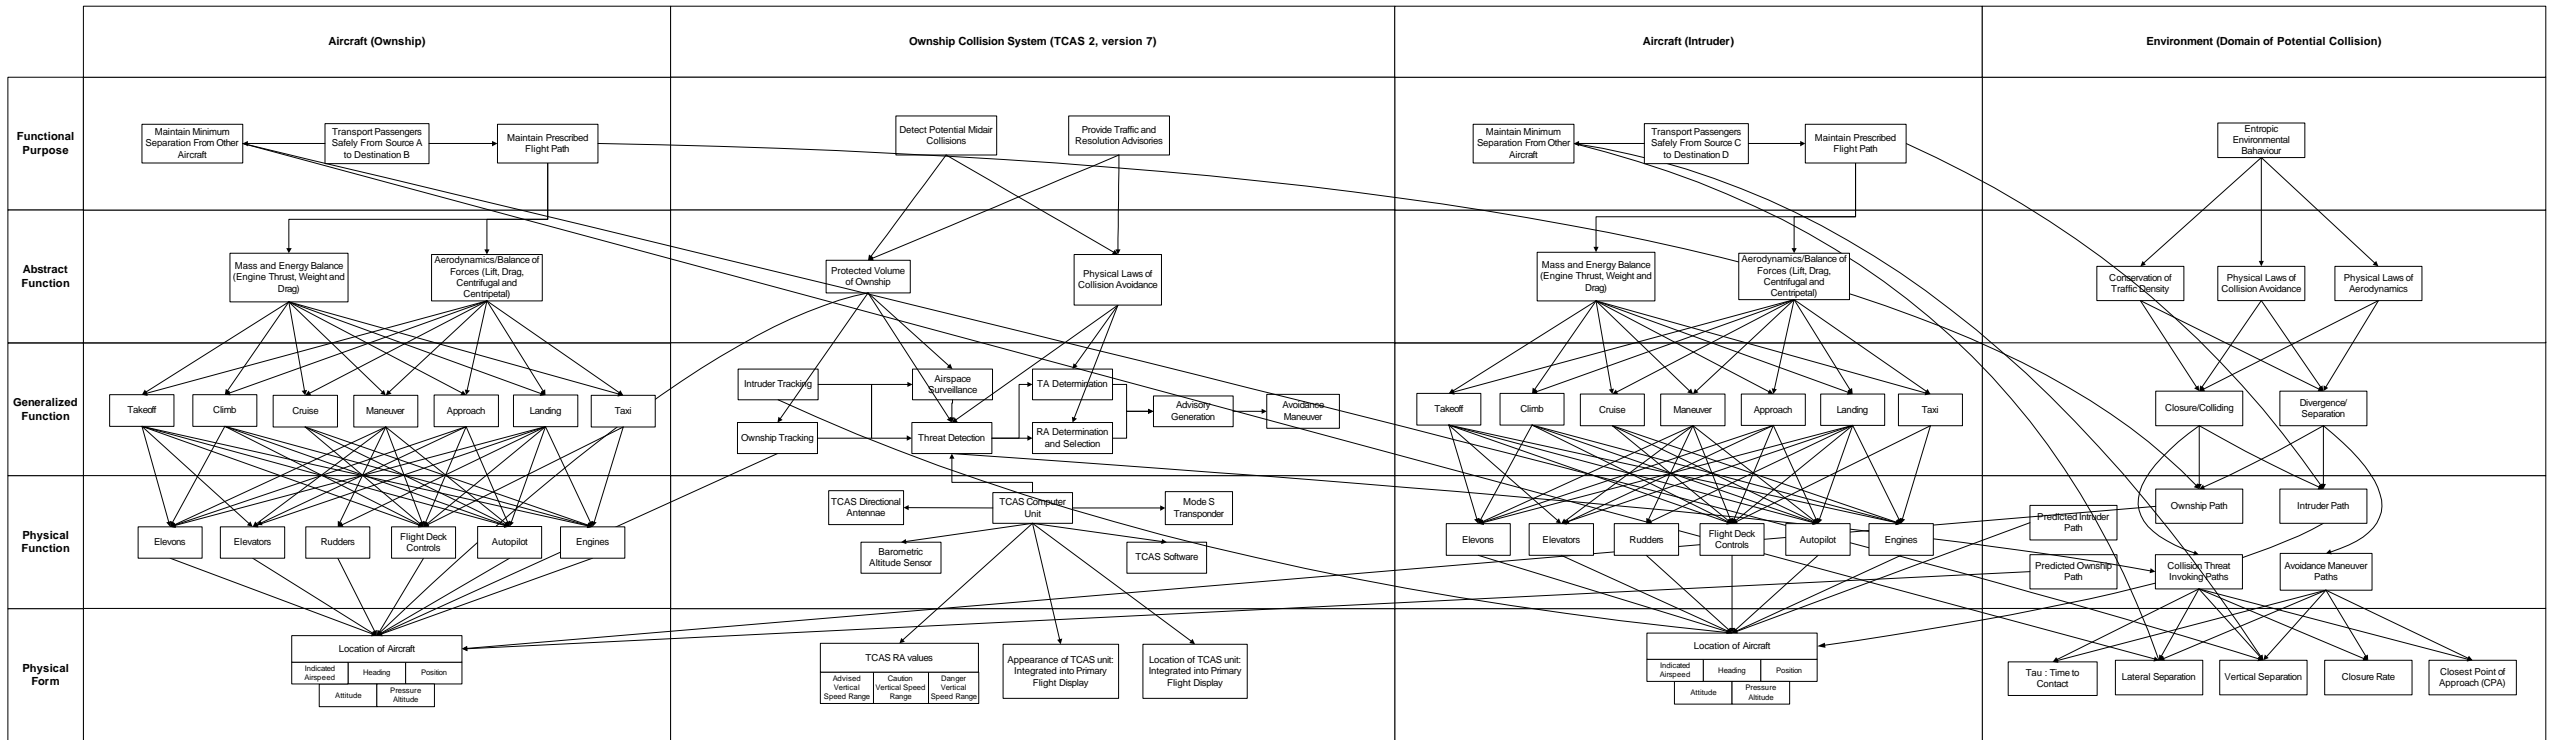 Aircraft (Ownship)
Ownship Collision System (TCAS 2, version 7)
Aircraft (Intruder)
Environment (Domain of Potential Collision)
Functional
Purpose
Maintain Minimum
Separation From Other
Aircraft
Transport Passengers
Safely From Source A
to Destination B
Maintain Prescribed
Flight Path
Detect Potential Midair
Collisions
Provide Traffic and
Resolution Advisories
Maintain Minimum
Separation From Other
Aircraft
Transport Passengers
Safely From Source C
to Destination D
Maintain Prescribed
Flight Path
Entropic
Environmental
Bahaviour
Abstract
Function
Mass and Energy Balance
(Engine Thrust, Weight and
Drag)
Aerodynamics/Balance of
Forces (Lift, Drag,
Centrifugal and
Centripetal)
Protected Volume
of Ownship
Physical Laws of
Collision Avoidance
Mass and Energy Balance
(Engine Thrust, Weight and
Drag)
Aerodynamics/Balance of
Forces (Lift, Drag,
Centrifugal and
Centripetal)
Conservation of
Traffic Density
Physical Laws of
Collision Avoidance
Physical Laws of
Aerodynamics
Generalized
Function
Takeoff
Climb
Cruise
Maneuver
Approach
Landing
Taxi
Intruder Tracking
Airspace
Surveillance
TA Determination
Advisory
Generation
Avoidance
Maneuver
Ownship Tracking
Threat Detection
RA Determination
and Selection
Takeoff
Climb
Cruise
Maneuver
Approach
Landing
Taxi
Closure/Colliding
Divergence/
Separation
Physical
Function
Elevons
Elevators
Rudders
Flight Deck
Controls
Autopilot
Engines
TCAS Directional
Antennae
TCAS Computer
Unit
Mode S
Transponder
Barometric
Altitude Sensor
TCAS Software
Elevons
Elevators
Rudders
Flight Deck
Controls
Autopilot
Engines
Predicted Intruder
Path
Ownship Path
Intruder Path
Predicted Ownship
Path
Collision Threat
Invoking Paths
Avoidance Maneuver
Paths
Physical
Form
Location of Aircraft
Indicated
Airspeed
Heading
Position
Attitude
Pressure
Altitude
TCAS RA values
Advised
Vertical
Speed Range
Caution
Vertical Speed
Range
Danger
Vertical
Speed Range
Appearance of TCAS unit:
Integrated into Primary
Flight Display
Location of TCAS unit:
Integrated into Primary
Flight Display
Location of Aircraft
Indicated
Airspeed
Heading
Position
Attitude
Pressure
Altitude
Tau : Time to
Contact
Lateral Separation
Vertical Separation
Closure Rate
Closest Point of
Approach (CPA)